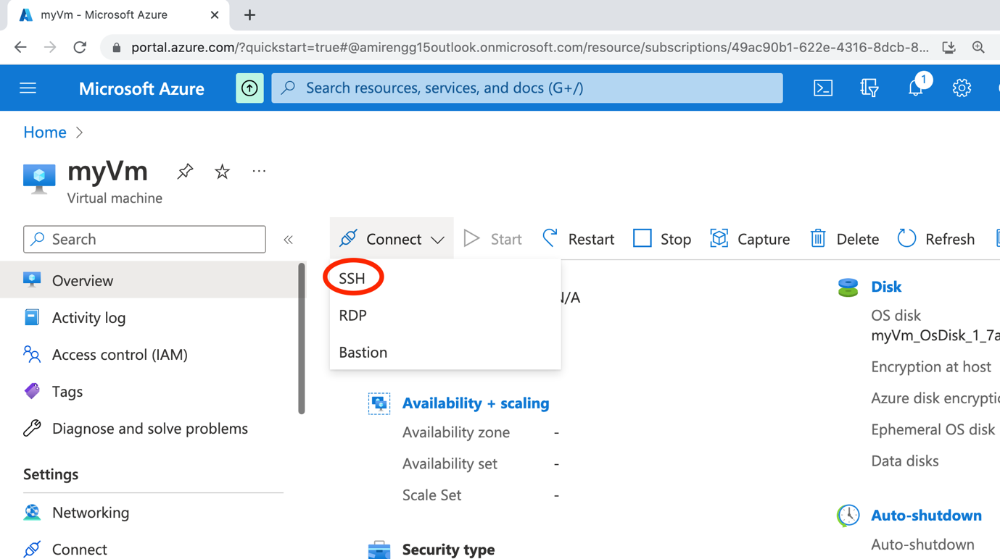 myVm - Microsoft Azure
portal.azure.com/?quickstart=true#@amirengg15outlook.onmicrosoft.com/resource/subscriptions/49ac90b1-622e-4316-8dcb-8...
Microsoft Azure
Search resources, services, and docs (G+/)
1
Home
myVm
Virtual machine
Search
Connect
Start
Restart
Stop
Capture
Delete
Refresh
Overview
Activity log
Access control (IAM)
Tags
Diagnose and solve problems
Settings
Networking
Connect
SSH
RDP
Bastion
/A
Availability + scaling
Availability zone -
Availability set -
Scale Set -
Security type
Disk
OS disk
myVm_OsDisk_1_7a
Encryption at host
Azure disk encryptio
Ephemeral OS disk
Data disks
Auto-shutdown
Auto-shutdown